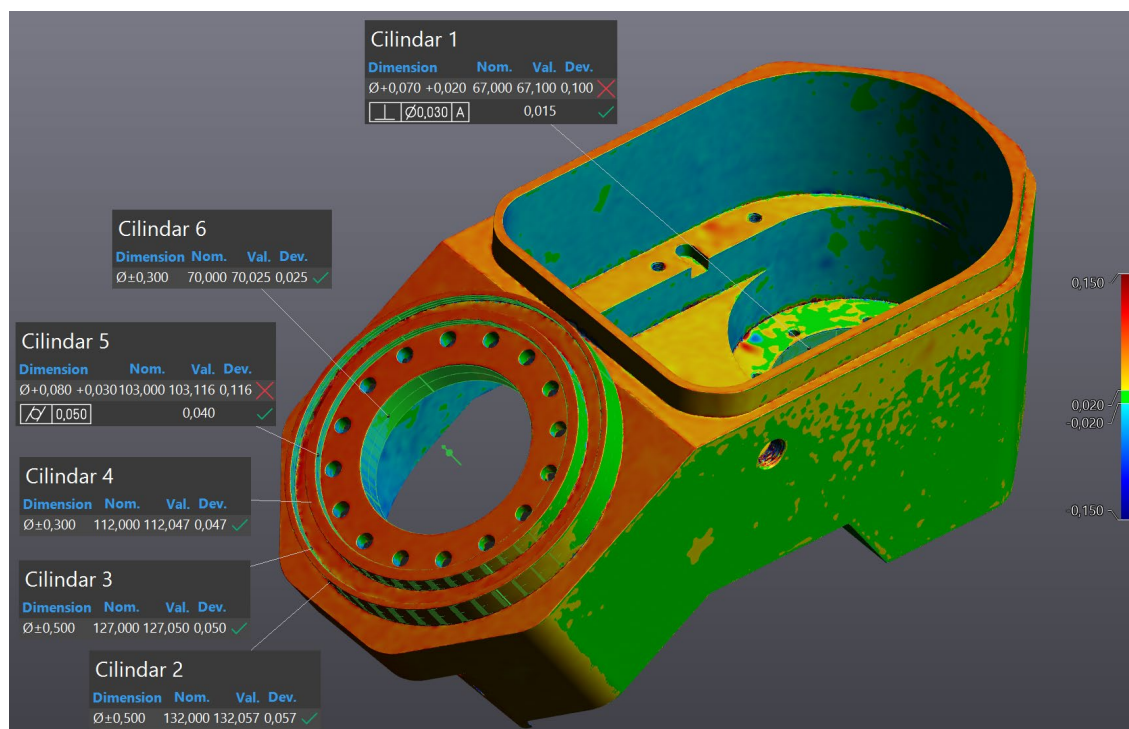 Cilindar 1
Dimension Nom. Val. Dev.
Ø+0,070 +0,020 67,000 67,100 0,100
⟂ Ø0,030 A 0,015
Cilindar 6
Dimension Nom. Val. Dev.
Ø±0,300 70,000 70,025 0,025
Cilindar 5
Dimension Nom. Val. Dev.
Ø+0,080 +0,030 103,000 103,116 0,116
⌭ 0,050 0,040
Cilindar 4
Dimension Nom. Val. Dev.
Ø±0,300 112,000 112,047 0,047
Cilindar 3
Dimension Nom. Val. Dev.
Ø±0,500 127,000 127,050 0,050
Cilindar 2
Dimension Nom. Val. Dev.
Ø±0,500 132,000 132,057 0,057
0,150
0,020
-0,020
-0,150